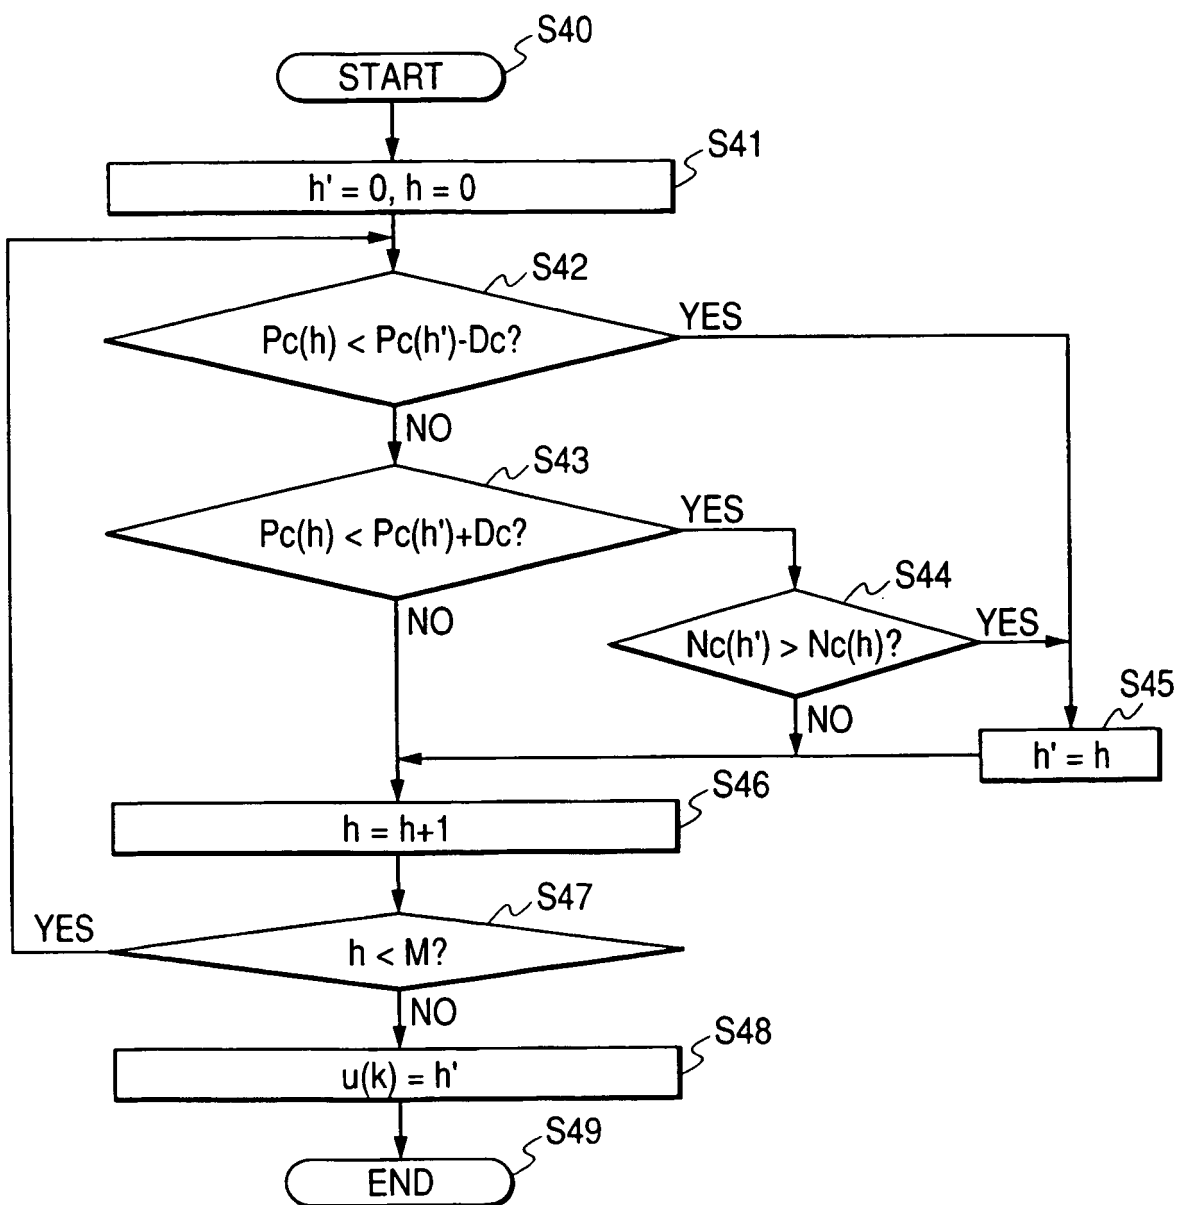 S40
START
S41
h' = 0, h = 0
S42
Pc(h) < Pc(h')-Dc?
YES
NO
S43
Pc(h) < Pc(h')+Dc?
YES
NO
S44
Nc(h') > Nc(h)?
YES
NO
S45
h' = h
S46
h = h+1
S47
h < M?
YES
NO
S48
u(k) = h'
S49
END